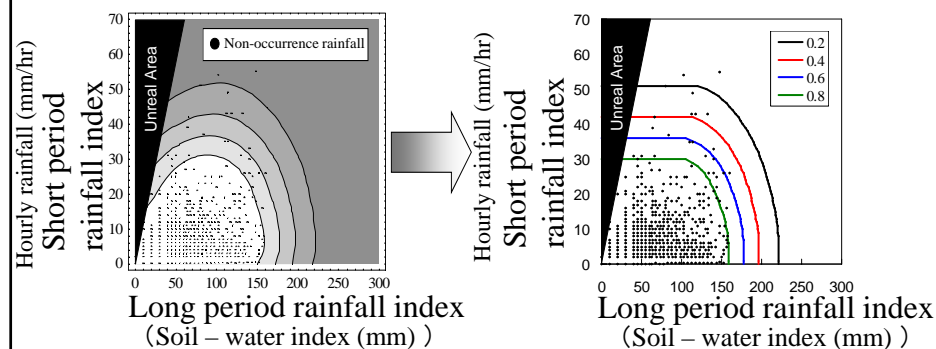 70
60
50
40
30
20
10
0
Hourly rainfall (mm/hr)
Short period
rainfall index
Unreal Area
Non-occurrence rainfall
0 50 100 150 200 250 300
Long period rainfall index
（Soil – water index (mm) ）
70
60
50
40
30
20
10
0
Hourly rainfall (mm/hr)
Short period
rainfall index
Unreal Area
0.2
0.4
0.6
0.8
0 50 100 150 200 250 300
Long period rainfall index
（Soil – water index (mm) ）